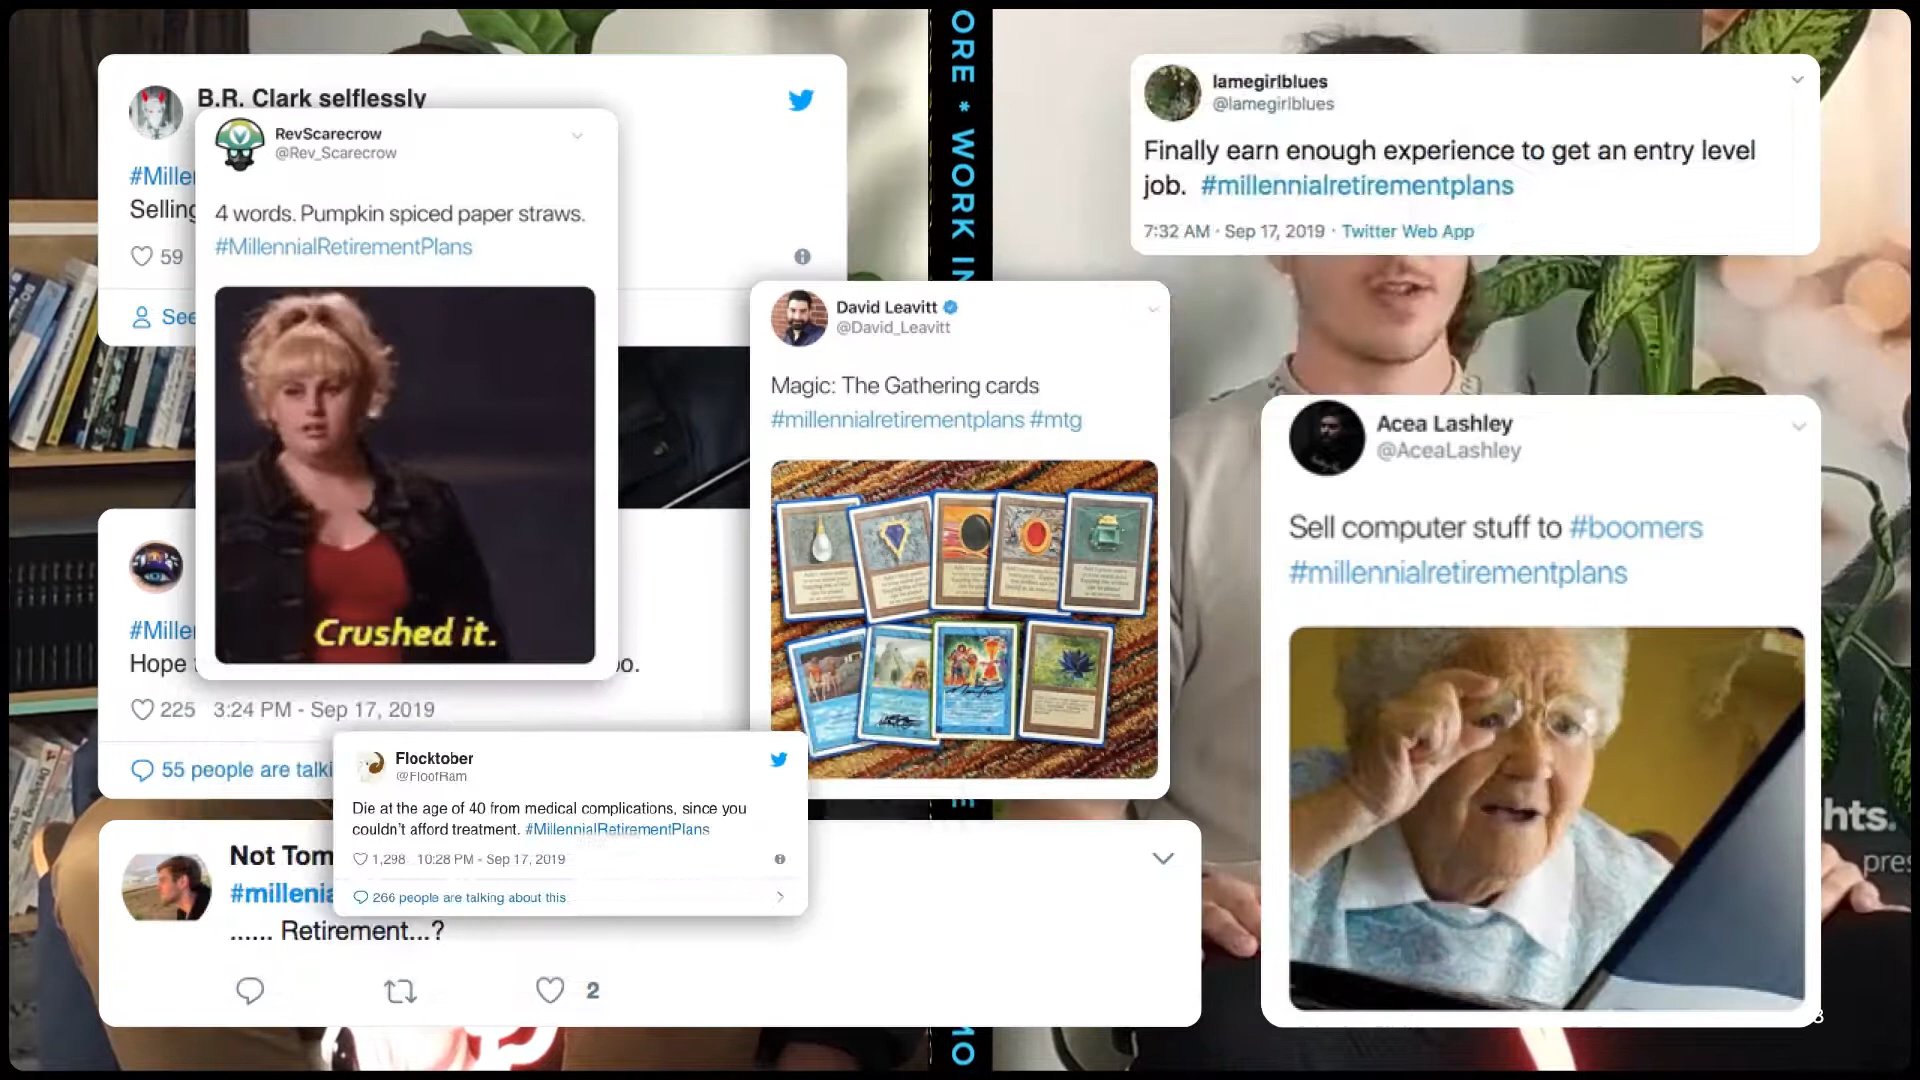 B.R. Clark selflessly
#Mille
Selling
59
See
RevScarecrow
@Rev_Scarecrow
4 words. Pumpkin spiced paper straws.
#MillennialRetirementPlans
Crushed it.
#Mille
Hope
oo.
225 3:24 PM - Sep 17, 2019
55 people are talki
Flocktober
@FloofRam
Die at the age of 40 from medical complications, since you
couldn't afford treatment. #MillennialRetirementPlans
1,298 10:28 PM - Sep 17, 2019
266 people are talking about this
Not Tom
#millenia
...... Retirement...?
2
David Leavitt
@David_Leavitt
Magic: The Gathering cards
#millennialretirementplans #mtg
ORE * WORK IN
MO
lamegirlblues
@lamegirlblues
Finally earn enough experience to get an entry level
job. #millennialretirementplans
7:32 AM · Sep 17, 2019 · Twitter Web App
Acea Lashley
@AceaLashley
Sell computer stuff to #boomers
#millennialretirementplans
hts.
pres